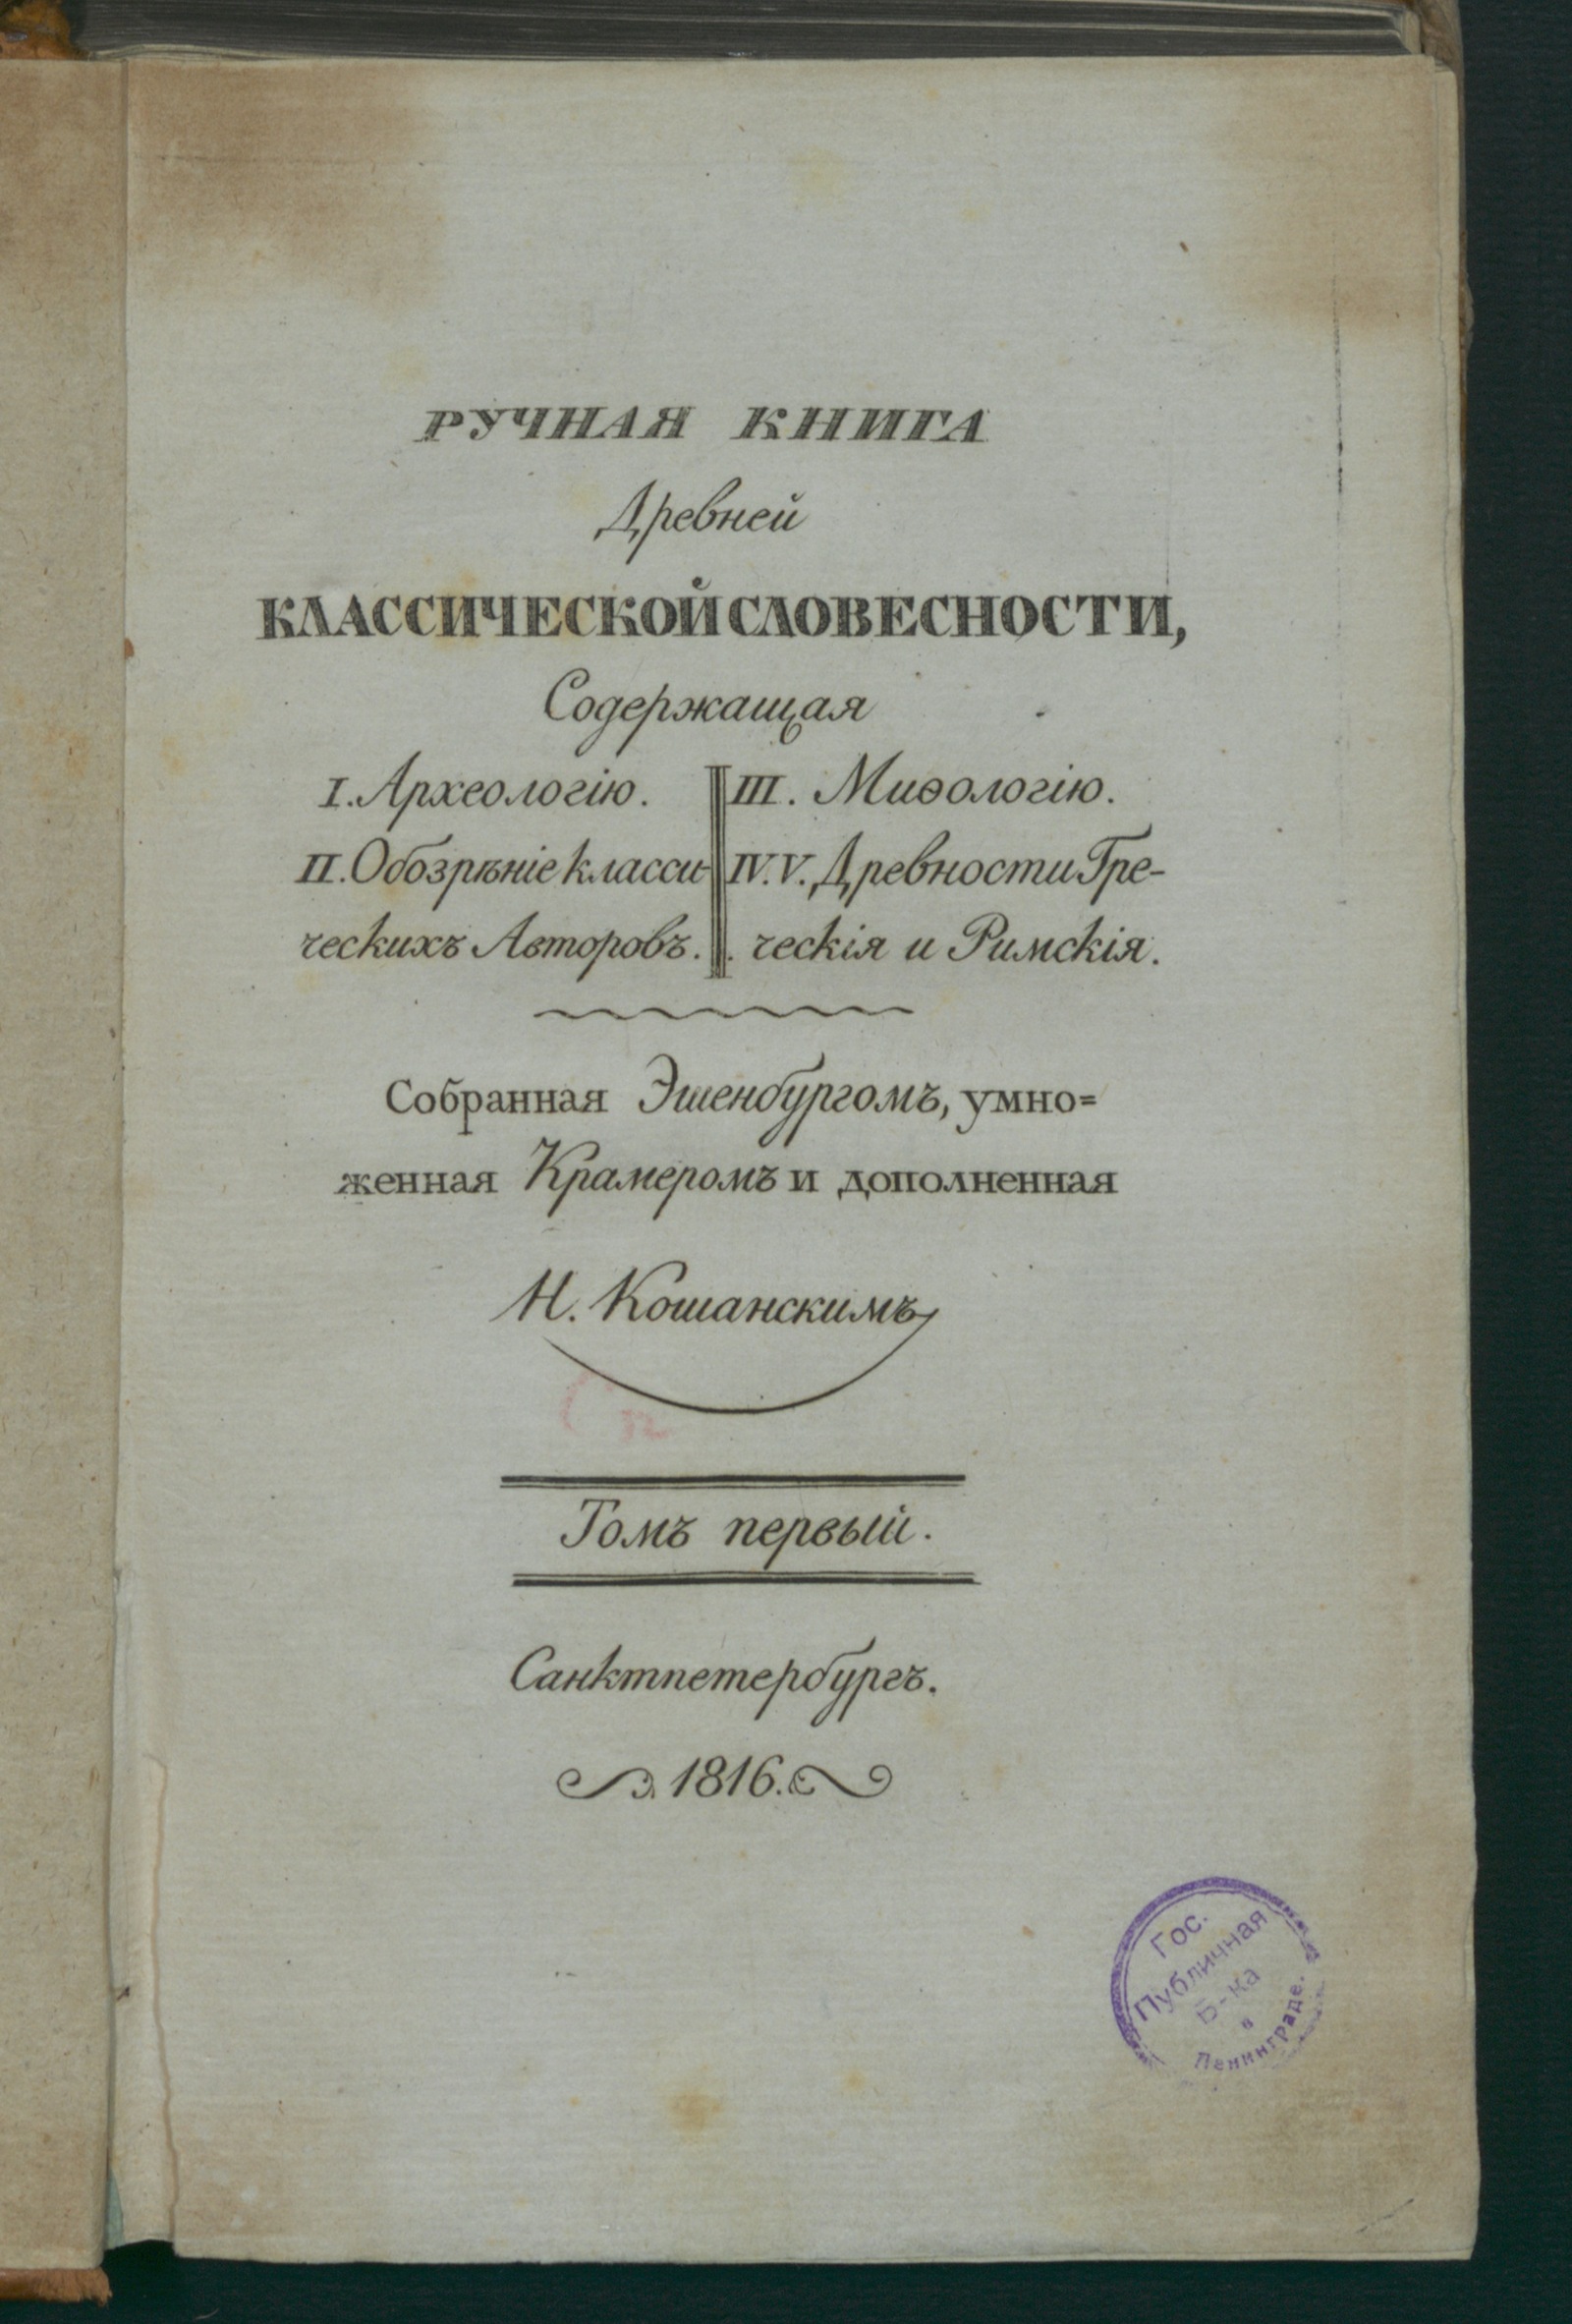 РУЧНАЯ КНИГА
Древней
КЛАССИЧЕСКОЙ СЛОВЕСНОСТИ,
Содержащая
I. Археологію.
II. Обозрѣніе класси-
ческихъ Авторовъ.
III. Миѳологію.
IV. V. Древности Гре-
ческія и Римскія.
Собранная Эшенбургомъ, умно=
женная Крамеромъ и дополненная
Н. Кошанскимъ
Томъ первый.
Санктпетербургъ.
1816.
Гос.
Публичная
Б-ка
в
Ленинграде.